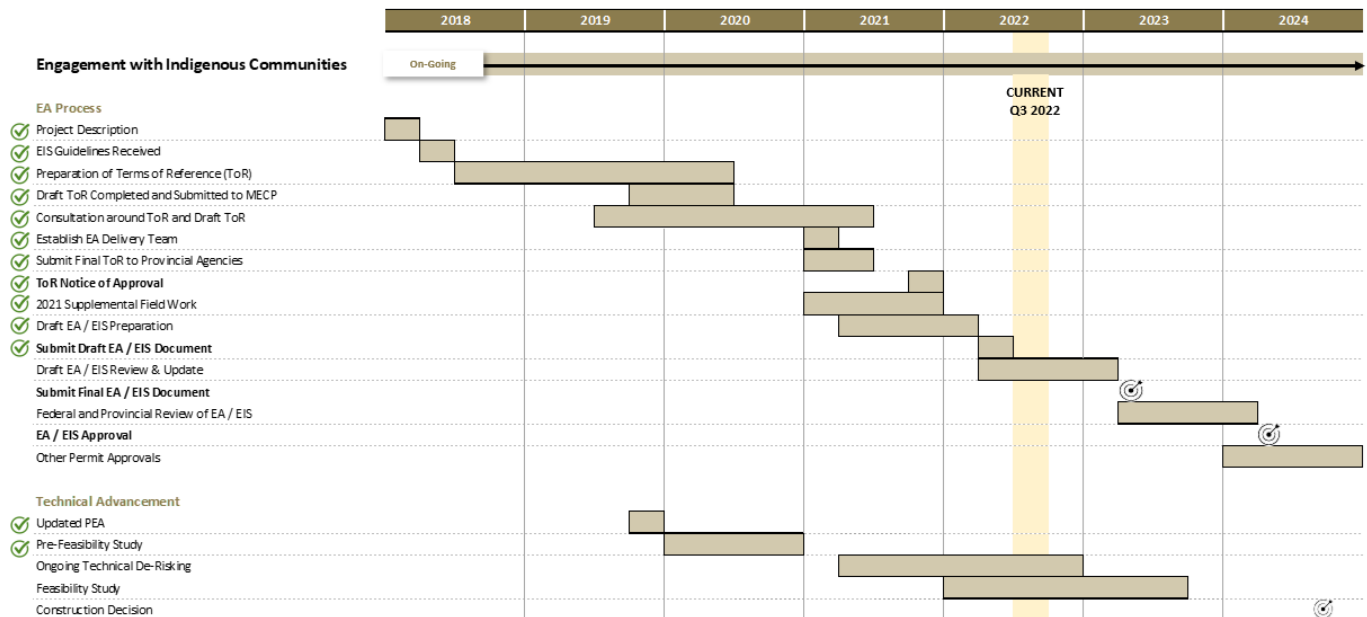 2018 2019 2020 2021 2022 2023 2024
Engagement with Indigenous Communities On-Going
CURRENT
Q3 2022
EA Process
Project Description
EIS Guidelines Received
Preparation of Terms of Reference (ToR)
Draft ToR Completed and Submitted to MECP
Consultation around ToR and Draft ToR
Establish EA Delivery Team
Submit Final ToR to Provincial Agencies
ToR Notice of Approval
2021 Supplemental Field Work
Draft EA / EIS Preparation
Submit Draft EA / EIS Document
Draft EA / EIS Review & Update
Submit Final EA / EIS Document
Federal and Provincial Review of EA / EIS
EA / EIS Approval
Other Permit Approvals
Technical Advancement
Updated PEA
Pre-Feasibility Study
Ongoing Technical De-Risking
Feasibility Study
Construction Decision